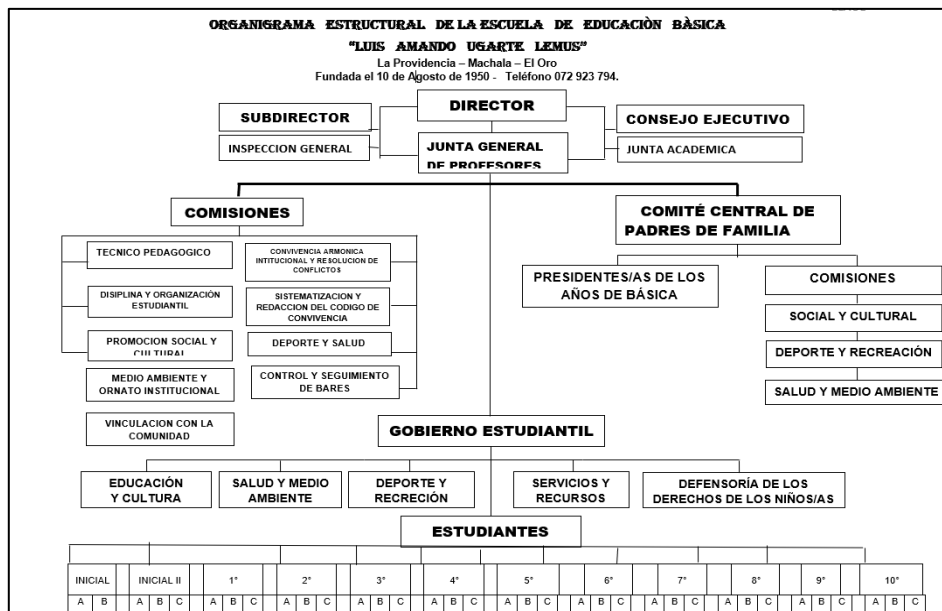 ORGANIGRAMA ESTRUCTURAL DE LA ESCUELA DE EDUCACIÒN BÀSICA
“LUIS AMANDO UGARTE LEMUS”
La Providencia – Machala – El Oro
Fundada el 10 de Agosto de 1950 - Teléfono 072 923 794.
DIRECTOR
SUBDIRECTOR
CONSEJO EJECUTIVO
INSPECCION GENERAL
JUNTA GENERAL
DE PROFESORES
JUNTA ACADEMICA
COMISIONES
TECNICO PEDAGOGICO
CONVIVENCIA ARMONICA
INTITUCIONAL Y RESOLUCION DE
CONFLICTOS
DISIPLINA Y ORGANIZACIÓN
ESTUDIANTIL
SISTEMATIZACION Y
REDACCION DEL CODIGO DE
CONVIVENCIA
PROMOCION SOCIAL Y
CULTURAL
DEPORTE Y SALUD
MEDIO AMBIENTE Y
ORNATO INSTITUCIONAL
CONTROL Y SEGUIMIENTO
DE BARES
VINCULACION CON LA
COMUNIDAD
COMITÉ CENTRAL DE
PADRES DE FAMILIA
PRESIDENTES/AS DE LOS
AÑOS DE BÁSICA
COMISIONES
SOCIAL Y CULTURAL
DEPORTE Y RECREACIÓN
SALUD Y MEDIO AMBIENTE
GOBIERNO ESTUDIANTIL
EDUCACIÓN
Y CULTURA
SALUD Y MEDIO
AMBIENTE
DEPORTE Y
RECRECIÓN
SERVICIOS Y
RECURSOS
DEFENSORÍA DE LOS
DERECHOS DE LOS NIÑOS/AS
ESTUDIANTES
INICIAL INICIAL II 1° 2° 3° 4° 5° 6° 7° 8° 9° 10°
A B A B C A B C A B C A B C A B C A B C A B C A B C A B C A B C A B C